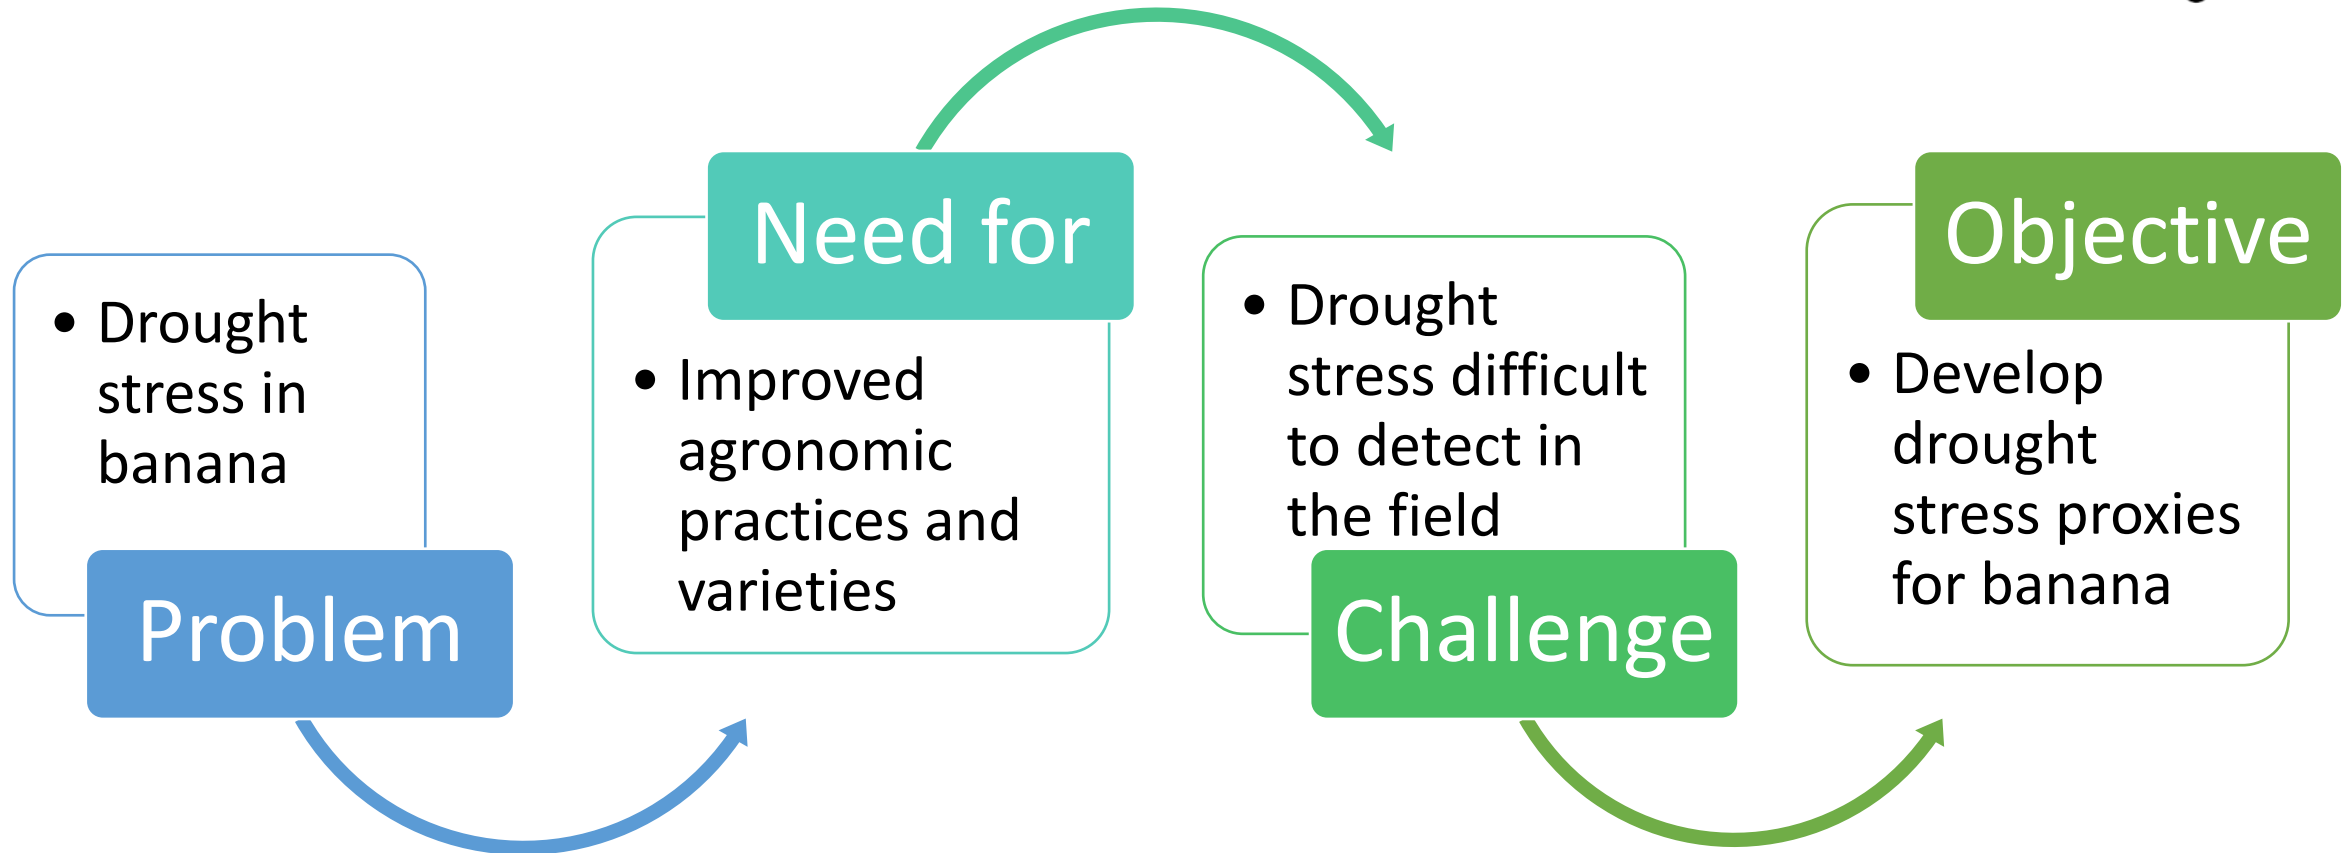 • Drought
stress in
banana
Problem
Need for
• Improved
agronomic
practices and
varieties
• Drought
stress difficult
to detect in
the field
Challenge
Objective
• Develop
drought
stress proxies
for banana